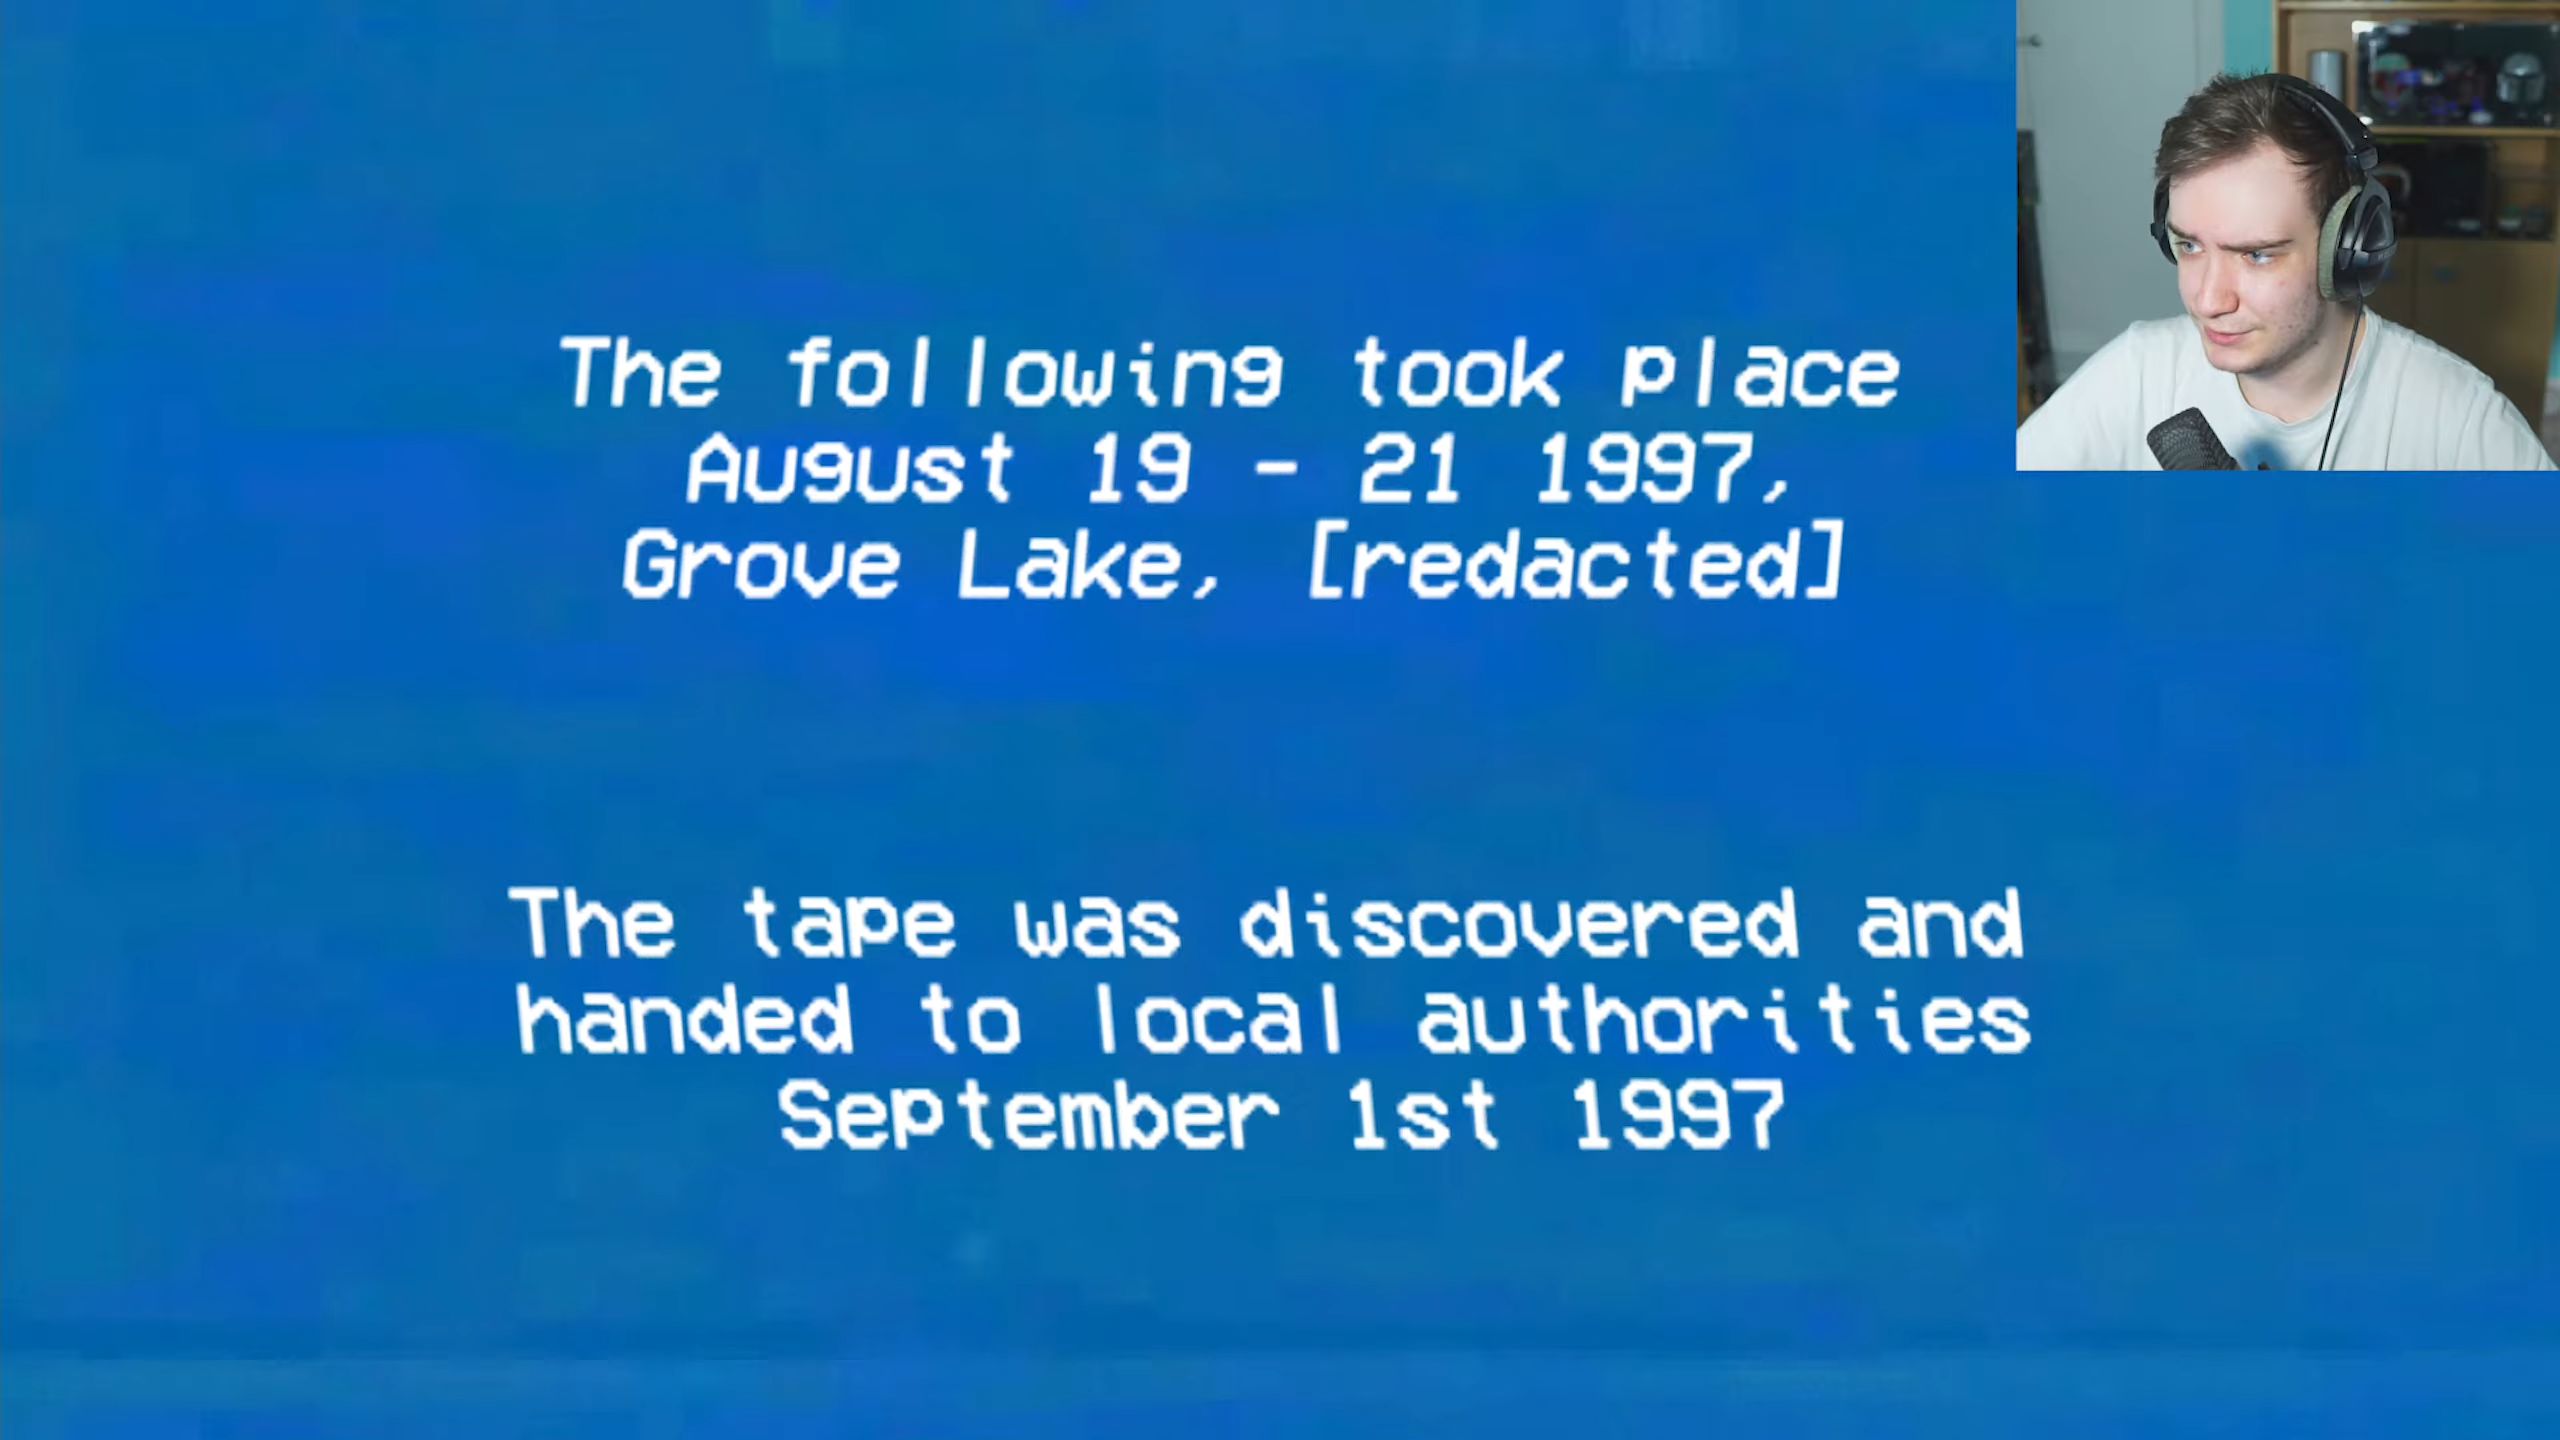 The following took place
August 19 - 21 1997,
Grove Lake, [redacted]
The tape was discovered and
handed to local authorities
September 1st 1997